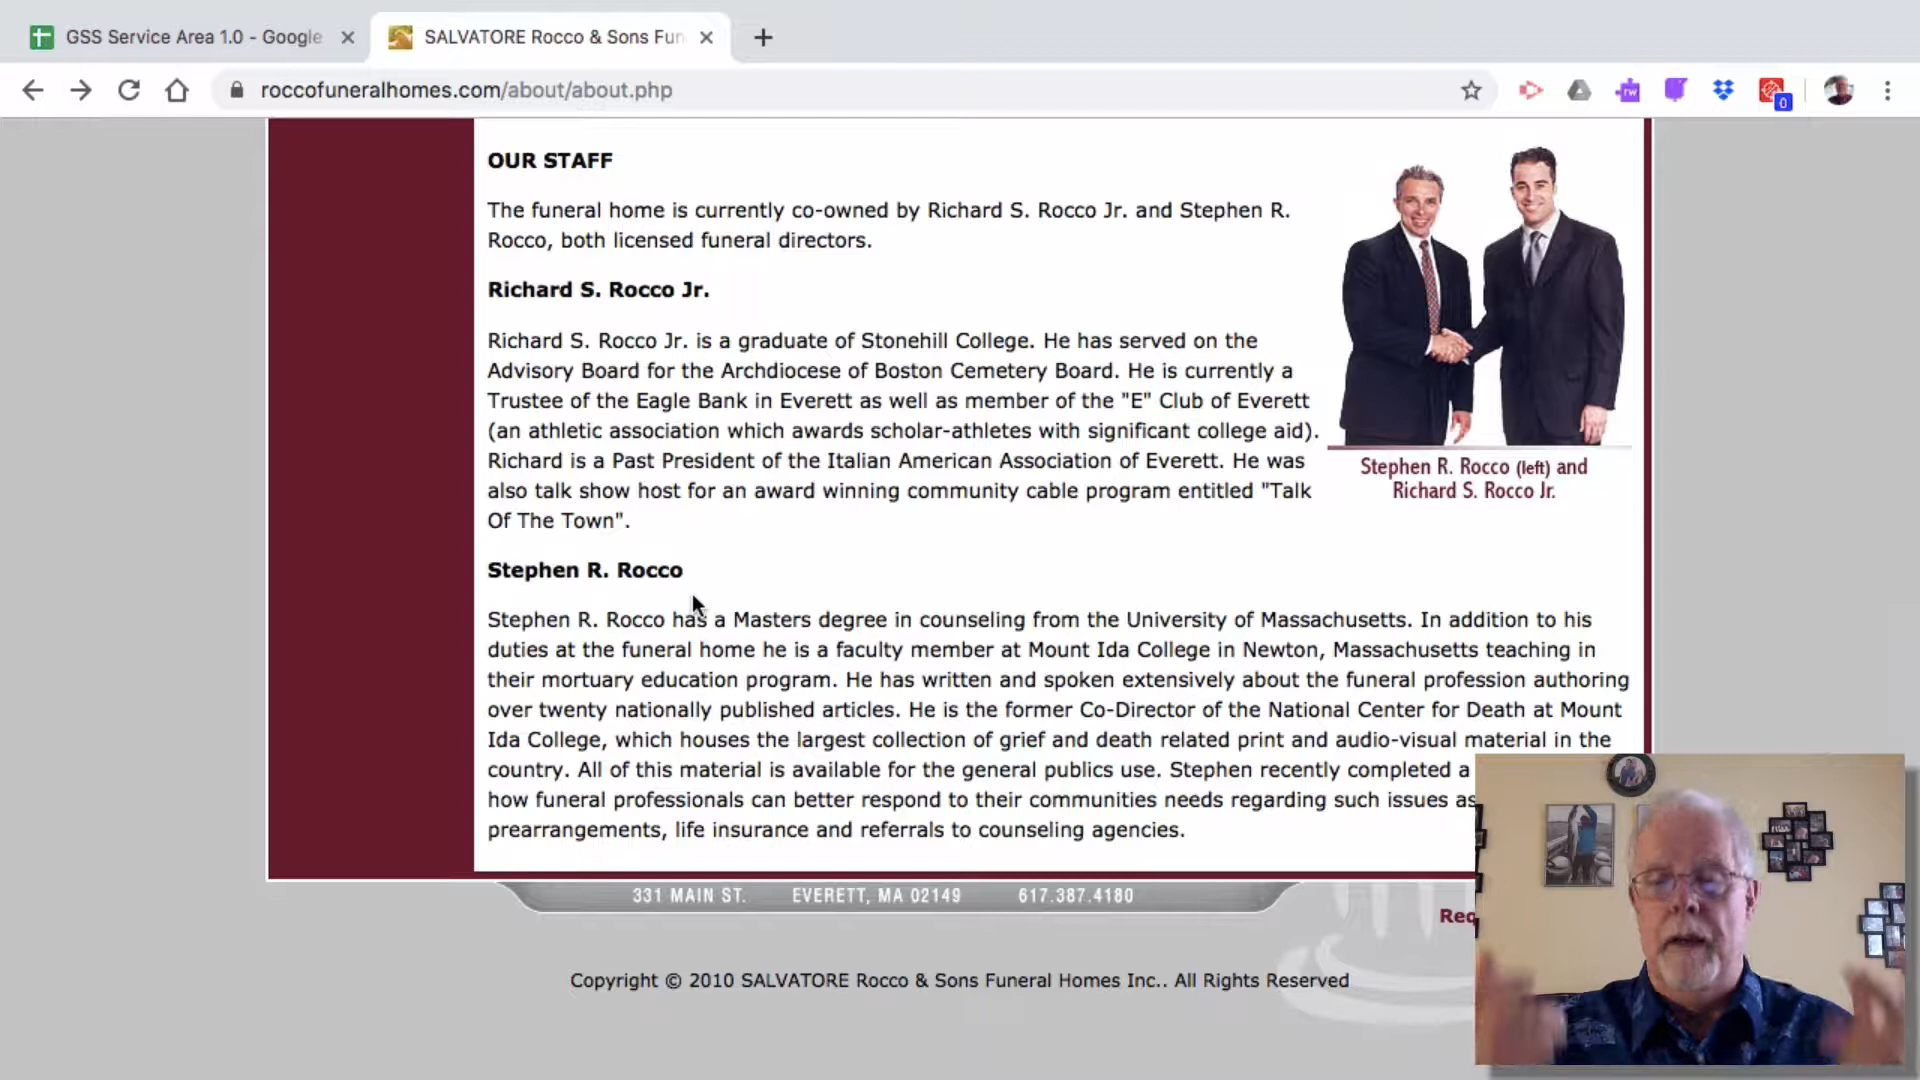 GSS Service Area 1.0 - Google
SALVATORE Rocco & Sons Fun
roccofuneralhomes.com/about/about.php
rw
0
OUR STAFF
The funeral home is currently co-owned by Richard S. Rocco Jr. and Stephen R.
Rocco, both licensed funeral directors.
Richard S. Rocco Jr.
Richard S. Rocco Jr. is a graduate of Stonehill College. He has served on the
Advisory Board for the Archdiocese of Boston Cemetery Board. He is currently a
Trustee of the Eagle Bank in Everett as well as member of the "E" Club of Everett
(an athletic association which awards scholar-athletes with significant college aid).
Richard is a Past President of the Italian American Association of Everett. He was
also talk show host for an award winning community cable program entitled "Talk
Of The Town".
Stephen R. Rocco (left) and
Richard S. Rocco Jr.
Stephen R. Rocco
Stephen R. Rocco has a Masters degree in counseling from the University of Massachusetts. In addition to his
duties at the funeral home he is a faculty member at Mount Ida College in Newton, Massachusetts teaching in
their mortuary education program. He has written and spoken extensively about the funeral profession authoring
over twenty nationally published articles. He is the former Co-Director of the National Center for Death at Mount
Ida College, which houses the largest collection of grief and death related print and audio-visual material in the
country. All of this material is available for the general publics use. Stephen recently completed a
how funeral professionals can better respond to their communities needs regarding such issues as
prearrangements, life insurance and referrals to counseling agencies.
331 MAIN ST. EVERETT, MA 02149 617.387.4180
Req
Copyright © 2010 SALVATORE Rocco & Sons Funeral Homes Inc.. All Rights Reserved